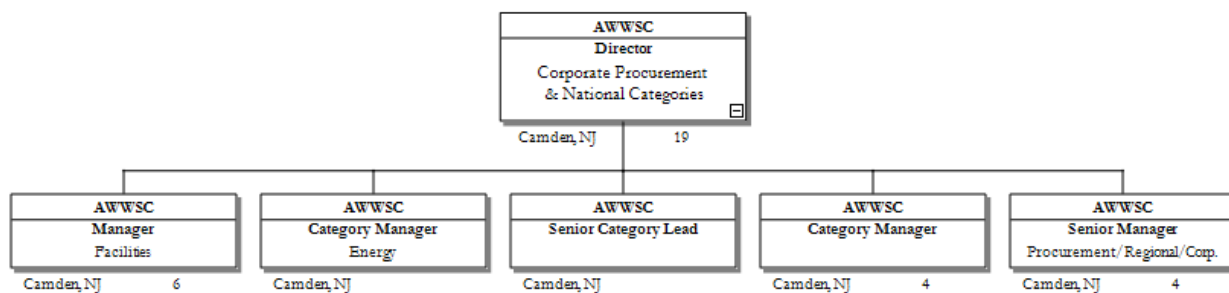 AWWSC
Director
Corporate Procurement
& National Categories
Camden, NJ 19
AWWSC
Manager
Facilities
Camden, NJ 6
AWWSC
Category Manager
Energy
Camden, NJ
AWWSC
Senior Category Lead
Camden, NJ
AWWSC
Category Manager
Camden, NJ 4
AWWSC
Senior Manager
Procurement/Regional/Corp.
Camden, NJ 4